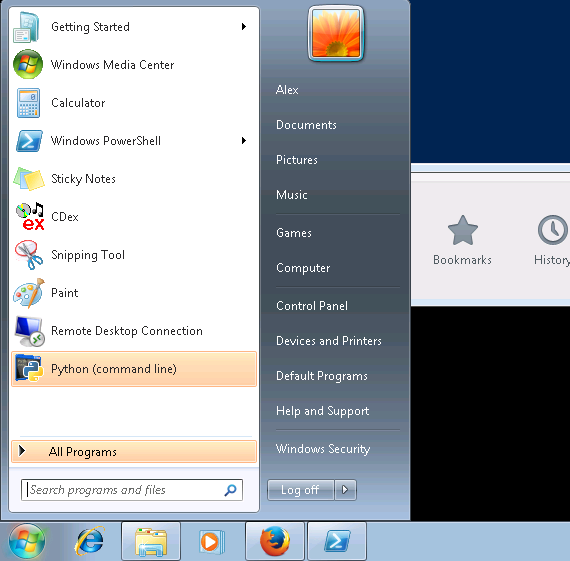 Getting Started
Windows Media Center
Calculator
Windows PowerShell
Sticky Notes
ex
CDex
Snipping Tool
Paint
Remote Desktop Connection
Python (command line)
All Programs
Search programs and files
Alex
Documents
Pictures
Music
Games
Computer
Control Panel
Devices and Printers
Default Programs
Help and Support
Windows Security
Log off
Bookmarks
History